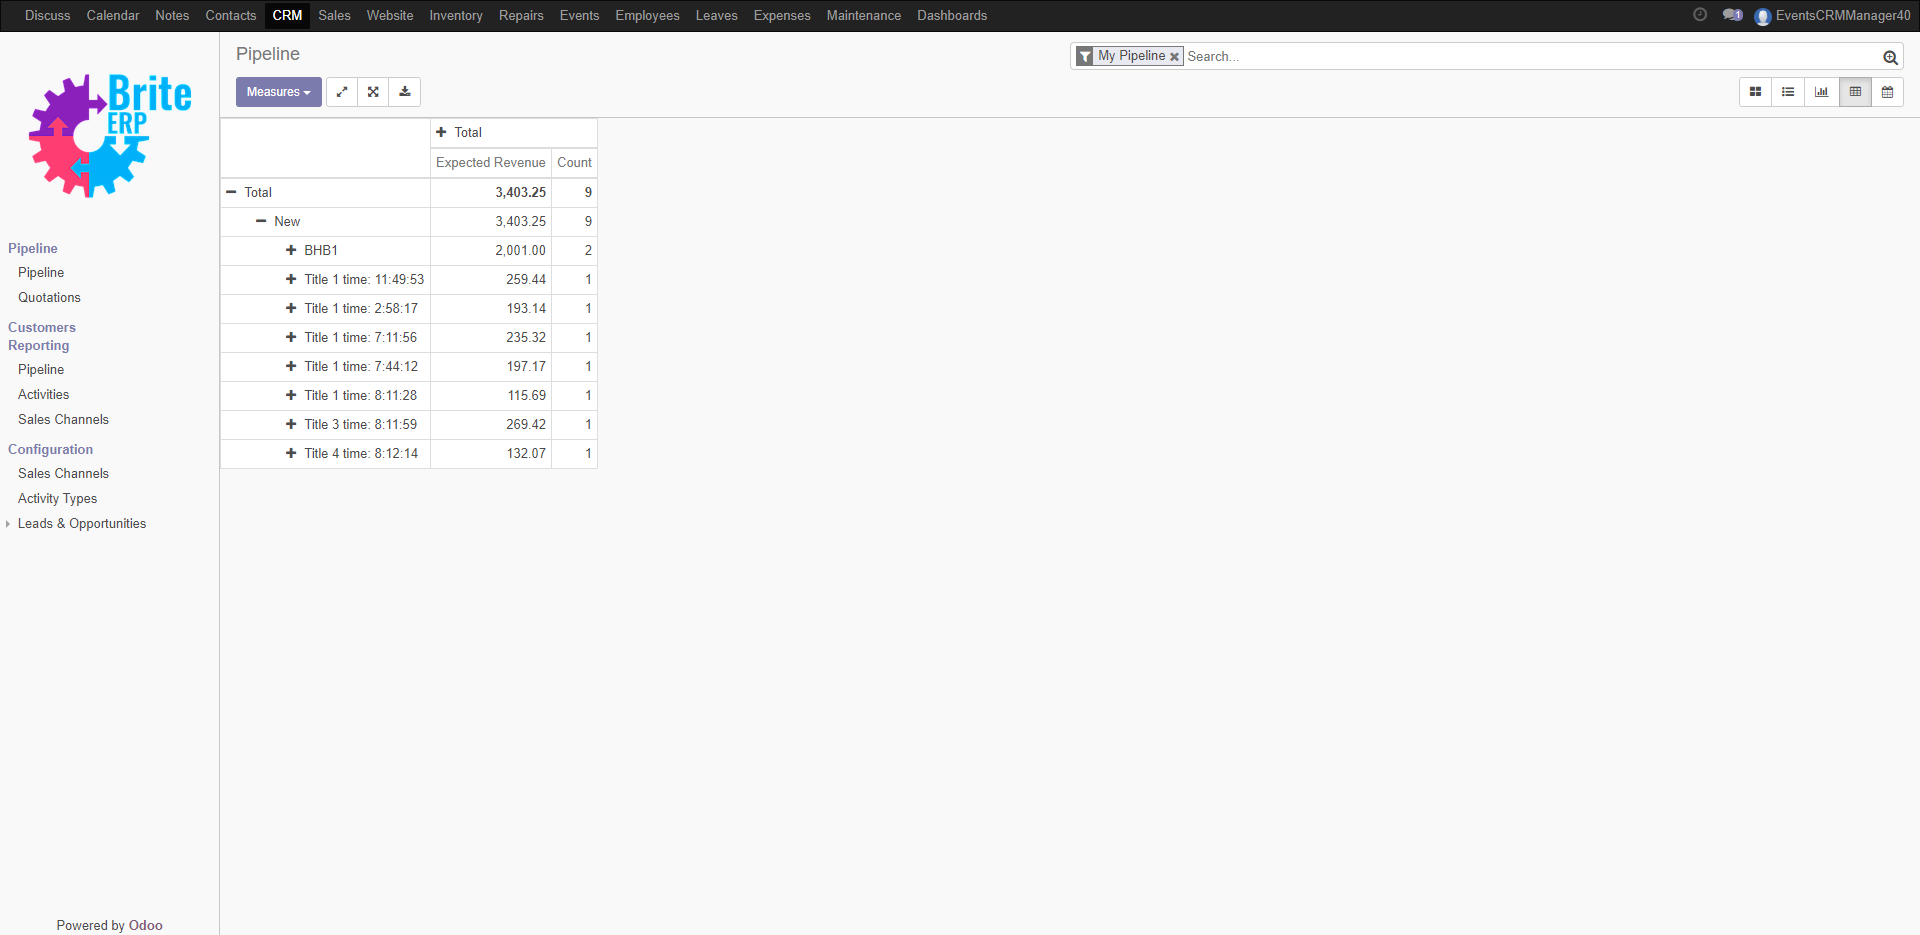 Discuss Calendar Notes Contacts CRM Sales Website Inventory Repairs Events Employees Leaves Expenses Maintenance Dashboards 1 EventsCRMManager40
Brite
ERP
Pipeline
Pipeline
Quotations
Customers
Reporting
Pipeline
Activities
Sales Channels
Configuration
Sales Channels
Activity Types
Leads & Opportunities
Powered by Odoo
Pipeline
My Pipeline Search...
Measures
Total
Expected Revenue Count
Total 3,403.25 9
New 3,403.25 9
BHB1 2,001.00 2
Title 1 time: 11:49:53 259.44 1
Title 1 time: 2:58:17 193.14 1
Title 1 time: 7:11:56 235.32 1
Title 1 time: 7:44:12 197.17 1
Title 1 time: 8:11:28 115.69 1
Title 3 time: 8:11:59 269.42 1
Title 4 time: 8:12:14 132.07 1